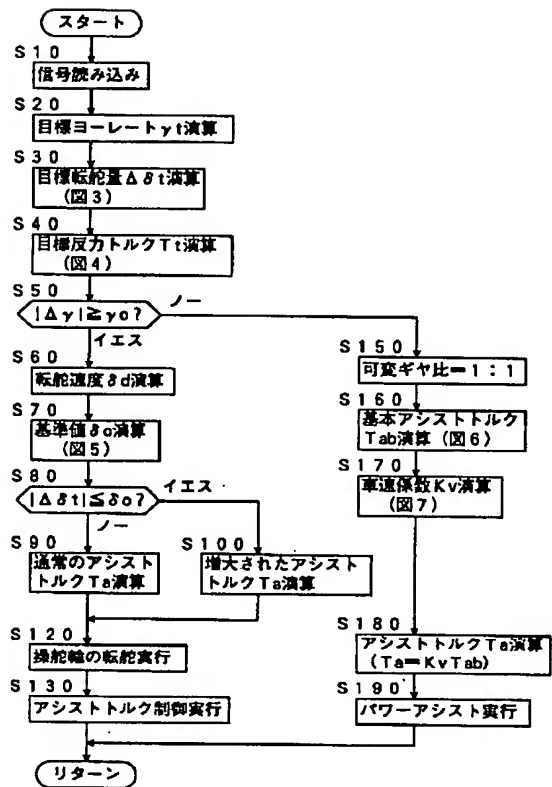 スタート
S10
信号読み込み
S20
目標ヨーレートγt演算
S30
目標転舵量Δδt演算
(図3)
S40
目標反力トルクTt演算
(図4)
S50
|Δγ|≧γo?
ノー
イエス
S60
転舵速度δd演算
S70
基準値δo演算
(図5)
S80
|Δδt|≦δo?
イエス
ノー
S90
通常のアシスト
トルクTa演算
S100
増大されたアシス
トトルクTa演算
S120
操舵輪の転舵実行
S130
アシストトルク制御実行
S150
可変ギヤ比=1:1
S160
基本アシストトルク
Tab演算(図6)
S170
車速係数Kv演算
(図7)
S180
アシストトルクTa演算
(Ta=KvTab)
S190
パワーアシスト実行
リターン